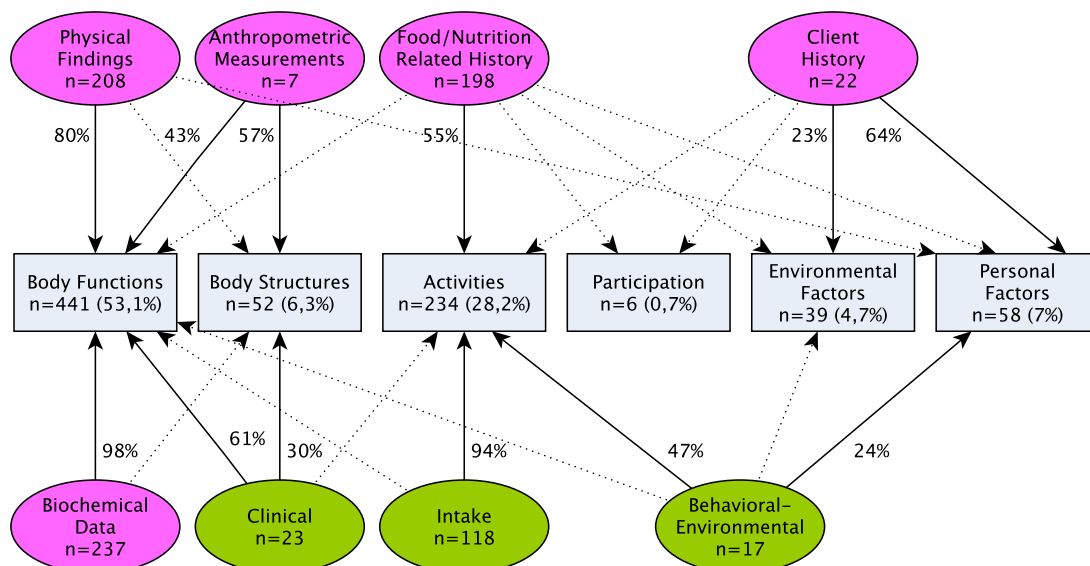 Physical
Findings
n=208
Anthropometric
Measurements
n=7
Food/Nutrition
Related History
n=198
Client
History
n=22
80%
43%
57%
55%
23%
64%
Body Functions
n=441 (53,1%)
Body Structures
n=52 (6,3%)
Activities
n=234 (28,2%)
Participation
n=6 (0,7%)
Environmental
Factors
n=39 (4,7%)
Personal
Factors
n=58 (7%)
98%
61%
30%
94%
47%
24%
Biochemical
Data
n=237
Clinical
n=23
Intake
n=118
Behavioral-
Environmental
n=17